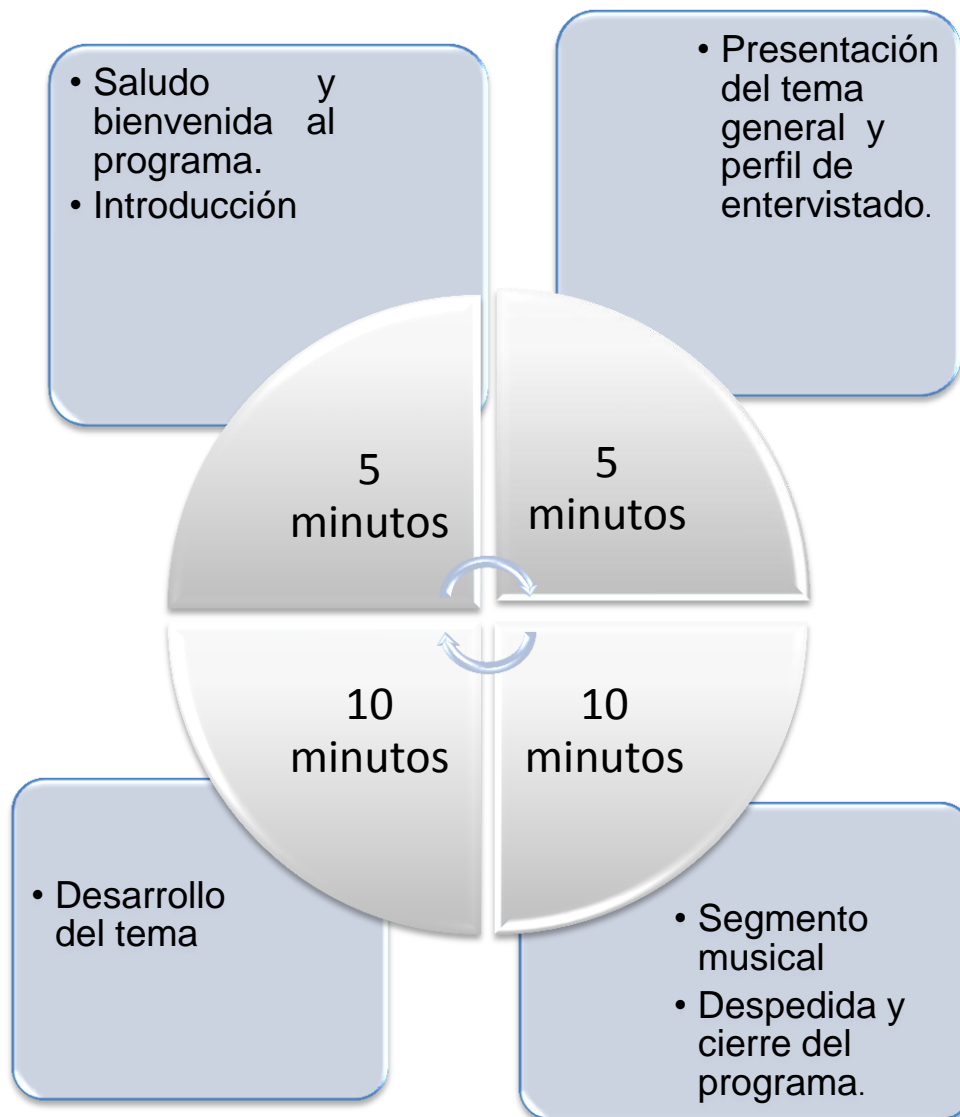 • Saludo y
bienvenida al
programa.
• Introducción
• Presentación
del tema
general y
perfil de
entervistado.
5
minutos
5
minutos
10
minutos
10
minutos
• Desarrollo
del tema
• Segmento
musical
• Despedida y
cierre del
programa.